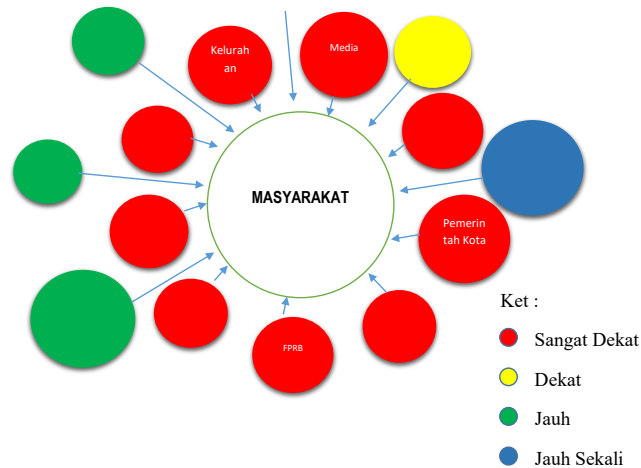 Kelurah
an
Media
MASYARAKAT
Pemerin
tah Kota
FPRB
Ket :
Sangat Dekat
Dekat
Jauh
Jauh Sekali